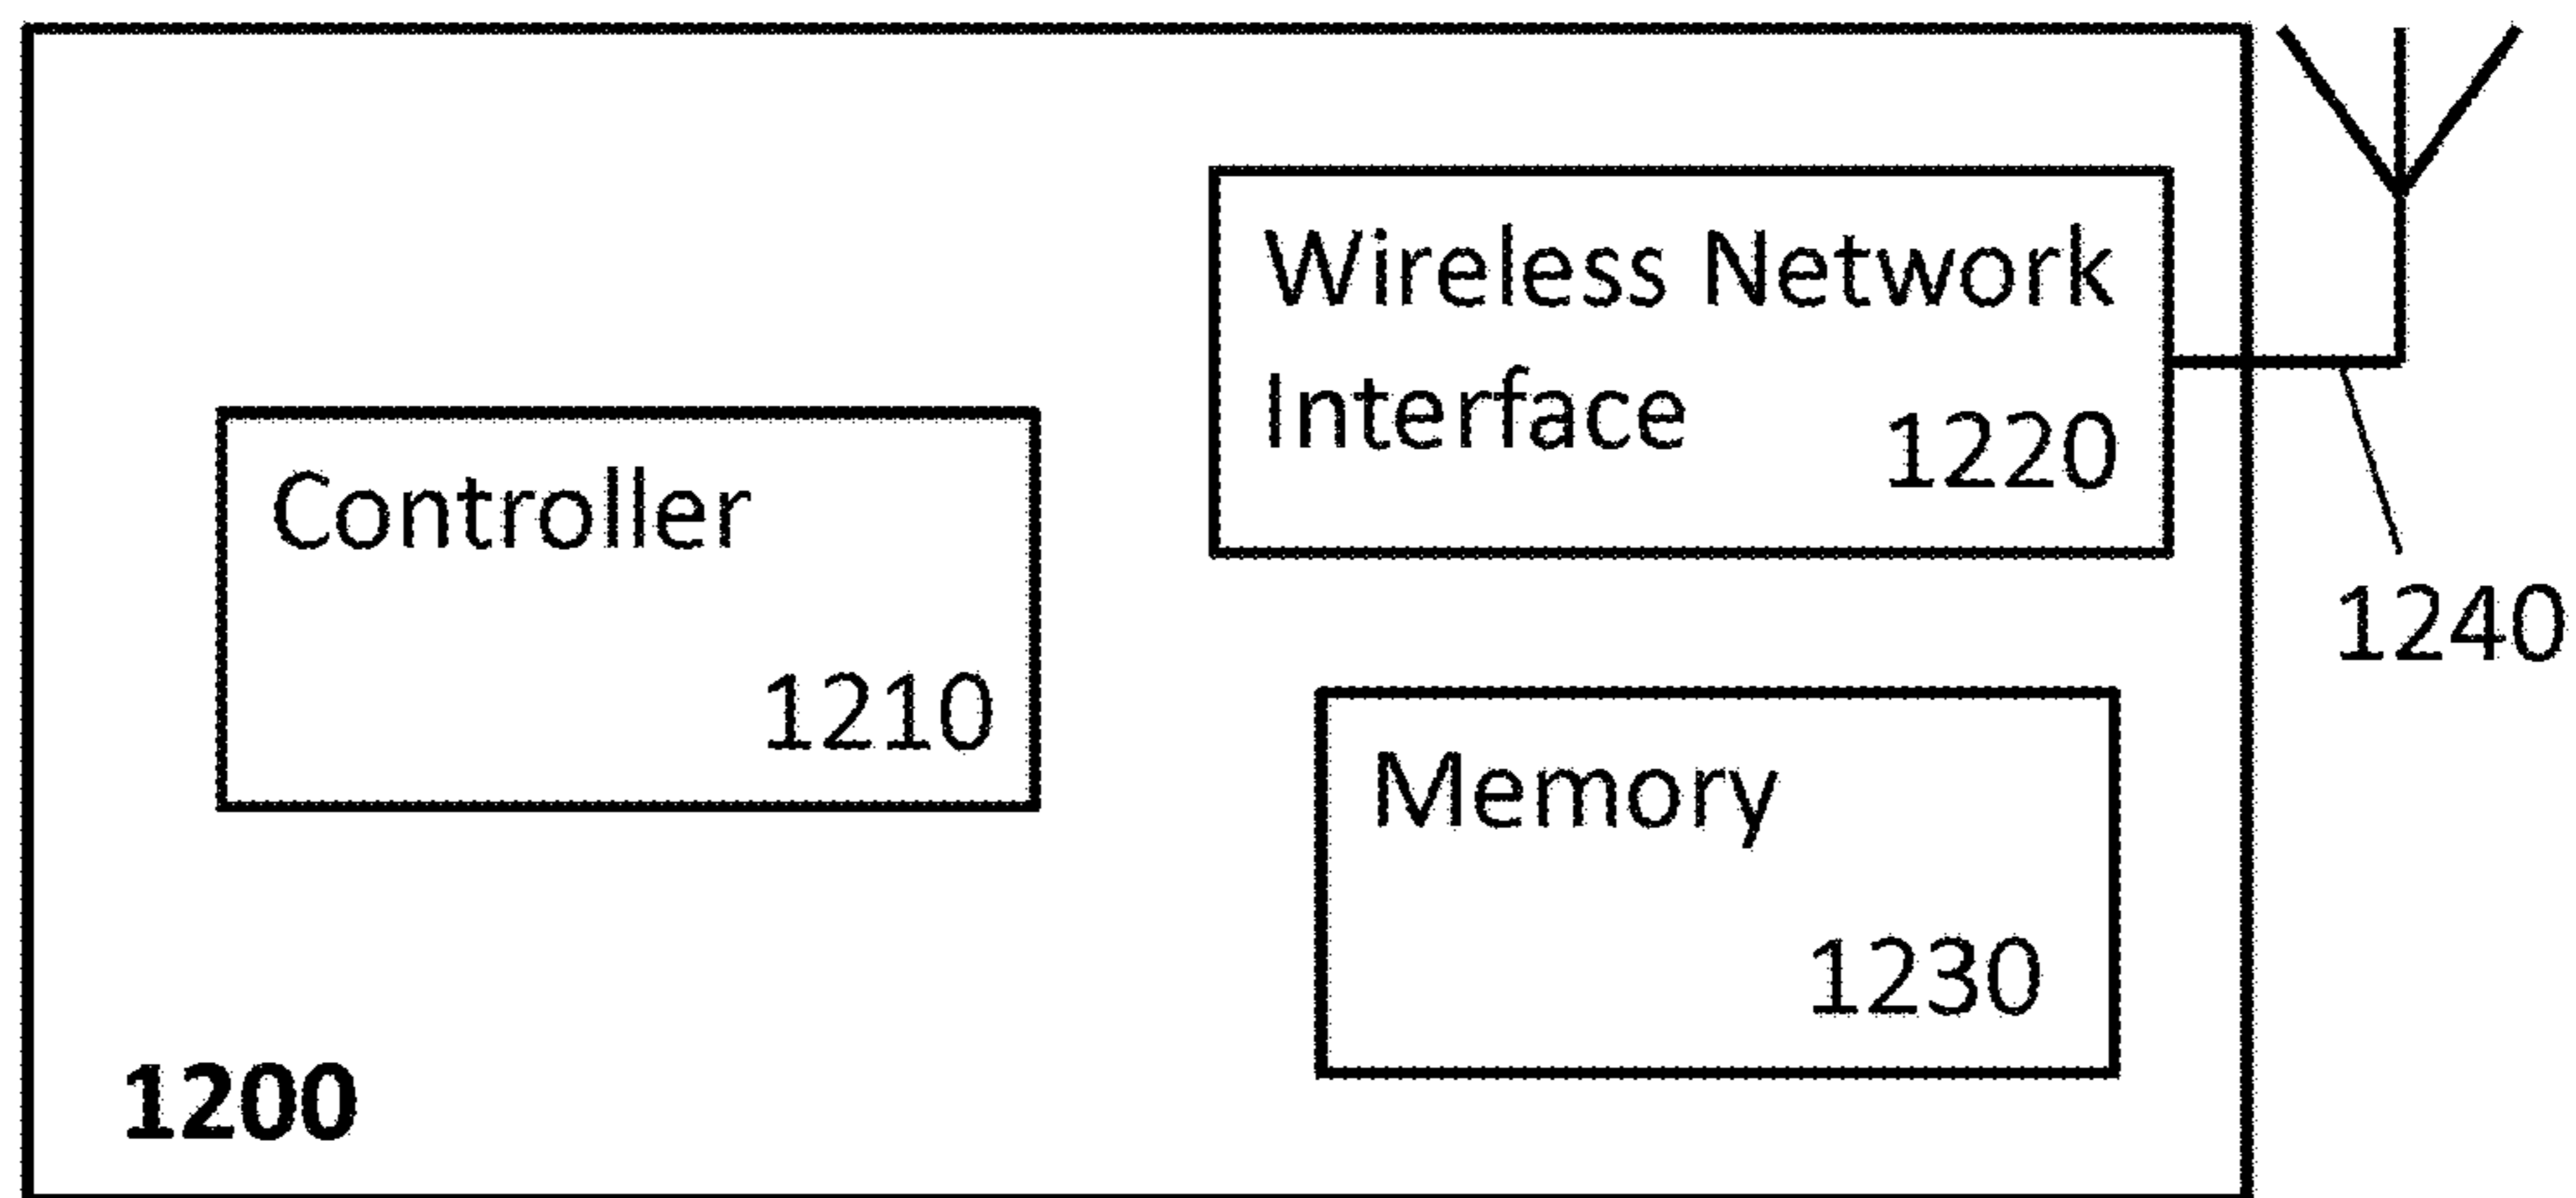 Wireless Network
Interface
1220
Controller
1210
1240
Memory
1230
1200